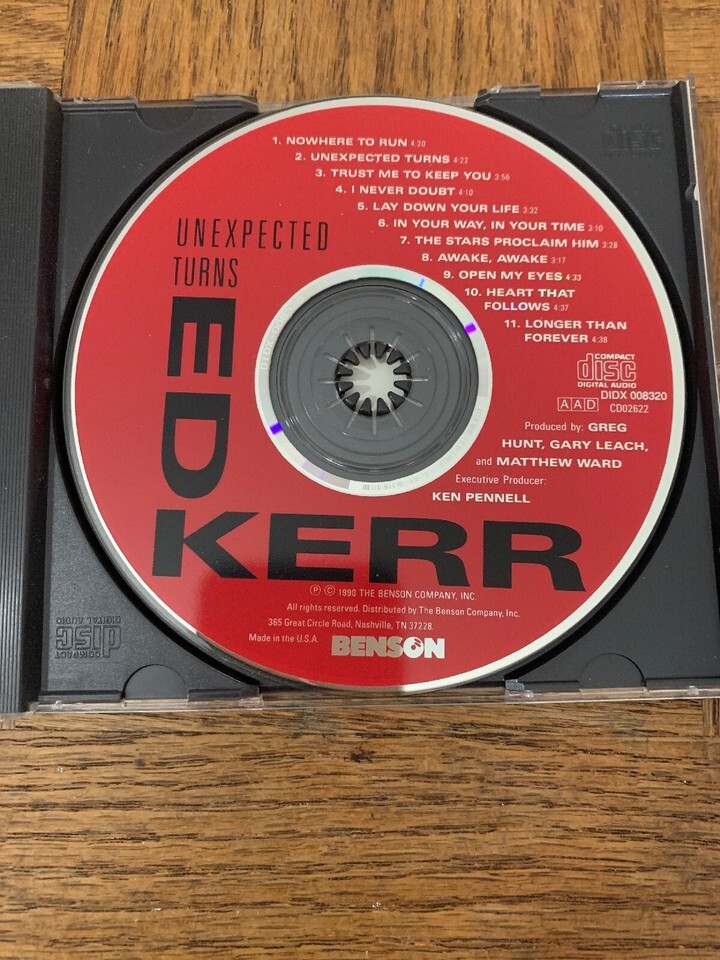 1. NOWHERE TO RUN 4:20
2. UNEXPECTED TURNS 4:22
3. TRUST ME TO KEEP YOU 3:56
4. I NEVER DOUBT 4:10
5. LAY DOWN YOUR LIFE 3:32
6. IN YOUR WAY, IN YOUR TIME 3:10
7. THE STARS PROCLAIM HIM 3:28
8. AWAKE, AWAKE 3:17
9. OPEN MY EYES 4:33
10. HEART THAT
FOLLOWS 4:37
11. LONGER THAN
FOREVER 4:38
UNEXPECTED
TURNS
ED
KERR
COMPACT
disc
DIGITAL AUDIO
DIDX 008320
AAD CD02622
Produced by: GREG
HUNT, GARY LEACH,
and MATTHEW WARD
Executive Producer:
KEN PENNELL
Ⓟ © 1990 THE BENSON COMPANY, INC.
All rights reserved. Distributed by The Benson Company, Inc.
365 Great Circle Road, Nashville, TN 37228.
Made in the U.S.A. BENSON
COMPACT
disc
DIGITAL AUDIO
disc